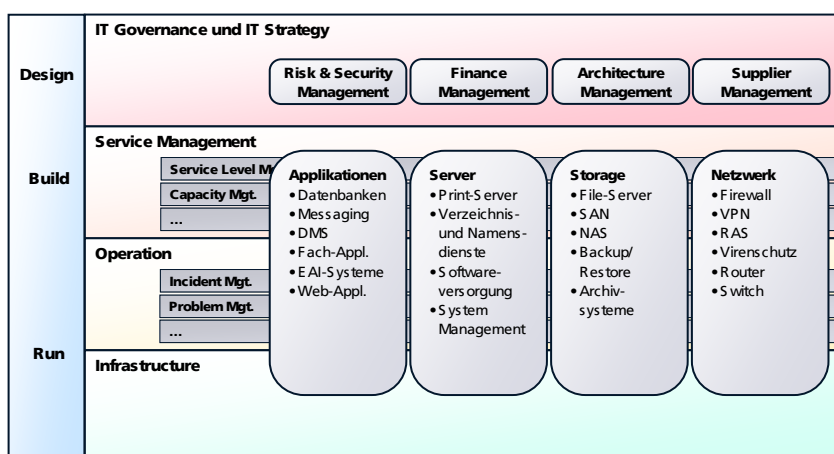 IT Governance und IT Strategy
Design
Risk & Security
Management
Finance
Management
Architecture
Management
Supplier
Management
Service Management
Build
Service Level M
Capacity Mgt.
...
Operation
Incident Mgt.
Problem Mgt.
...
Run
Infrastructure
Applikationen
• Datenbanken
• Messaging
• DMS
• Fach-Appl.
• EAI-Systeme
• Web-Appl.
Server
• Print-Server
• Verzeichnis-
und Namens-
dienste
• Software-
versorgung
• System
Management
Storage
• File-Server
• SAN
• NAS
• Backup/
Restore
• Archiv-
systeme
Netzwerk
• Firewall
• VPN
• RAS
• Virenschutz
• Router
• Switch